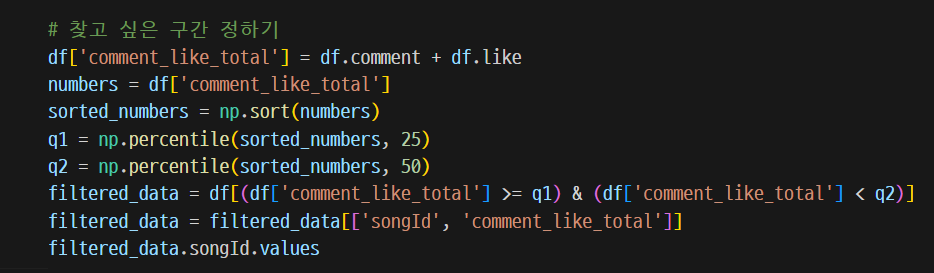 # 찾고 싶은 구간 정하기
df['comment_like_total'] = df.comment + df.like
numbers = df['comment_like_total']
sorted_numbers = np.sort(numbers)
q1 = np.percentile(sorted_numbers, 25)
q2 = np.percentile(sorted_numbers, 50)
filtered_data = df[(df['comment_like_total'] >= q1) & (df['comment_like_total'] < q2)]
filtered_data = filtered_data[['songId', 'comment_like_total']]
filtered_data.songId.values